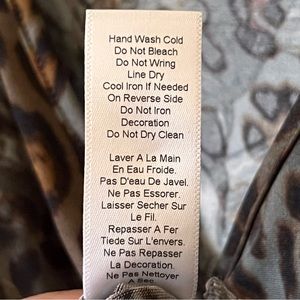 Hand Wash Cold
Do Not Bleach
Do Not Wring
Line Dry
Cool Iron If Needed
On Reverse Side
Do Not Iron
Decoration
Do Not Dry Clean
Laver A La Main
En Eau Froide.
Pas D'eau De Javel.
Ne Pas Essorer.
Laisser Secher Sur
Le Fil.
Repasser A Fer
Tiede Sur L'envers.
Ne Pas Repasser
La Decoration.
Ne Pas Nettoyer
A Sec.